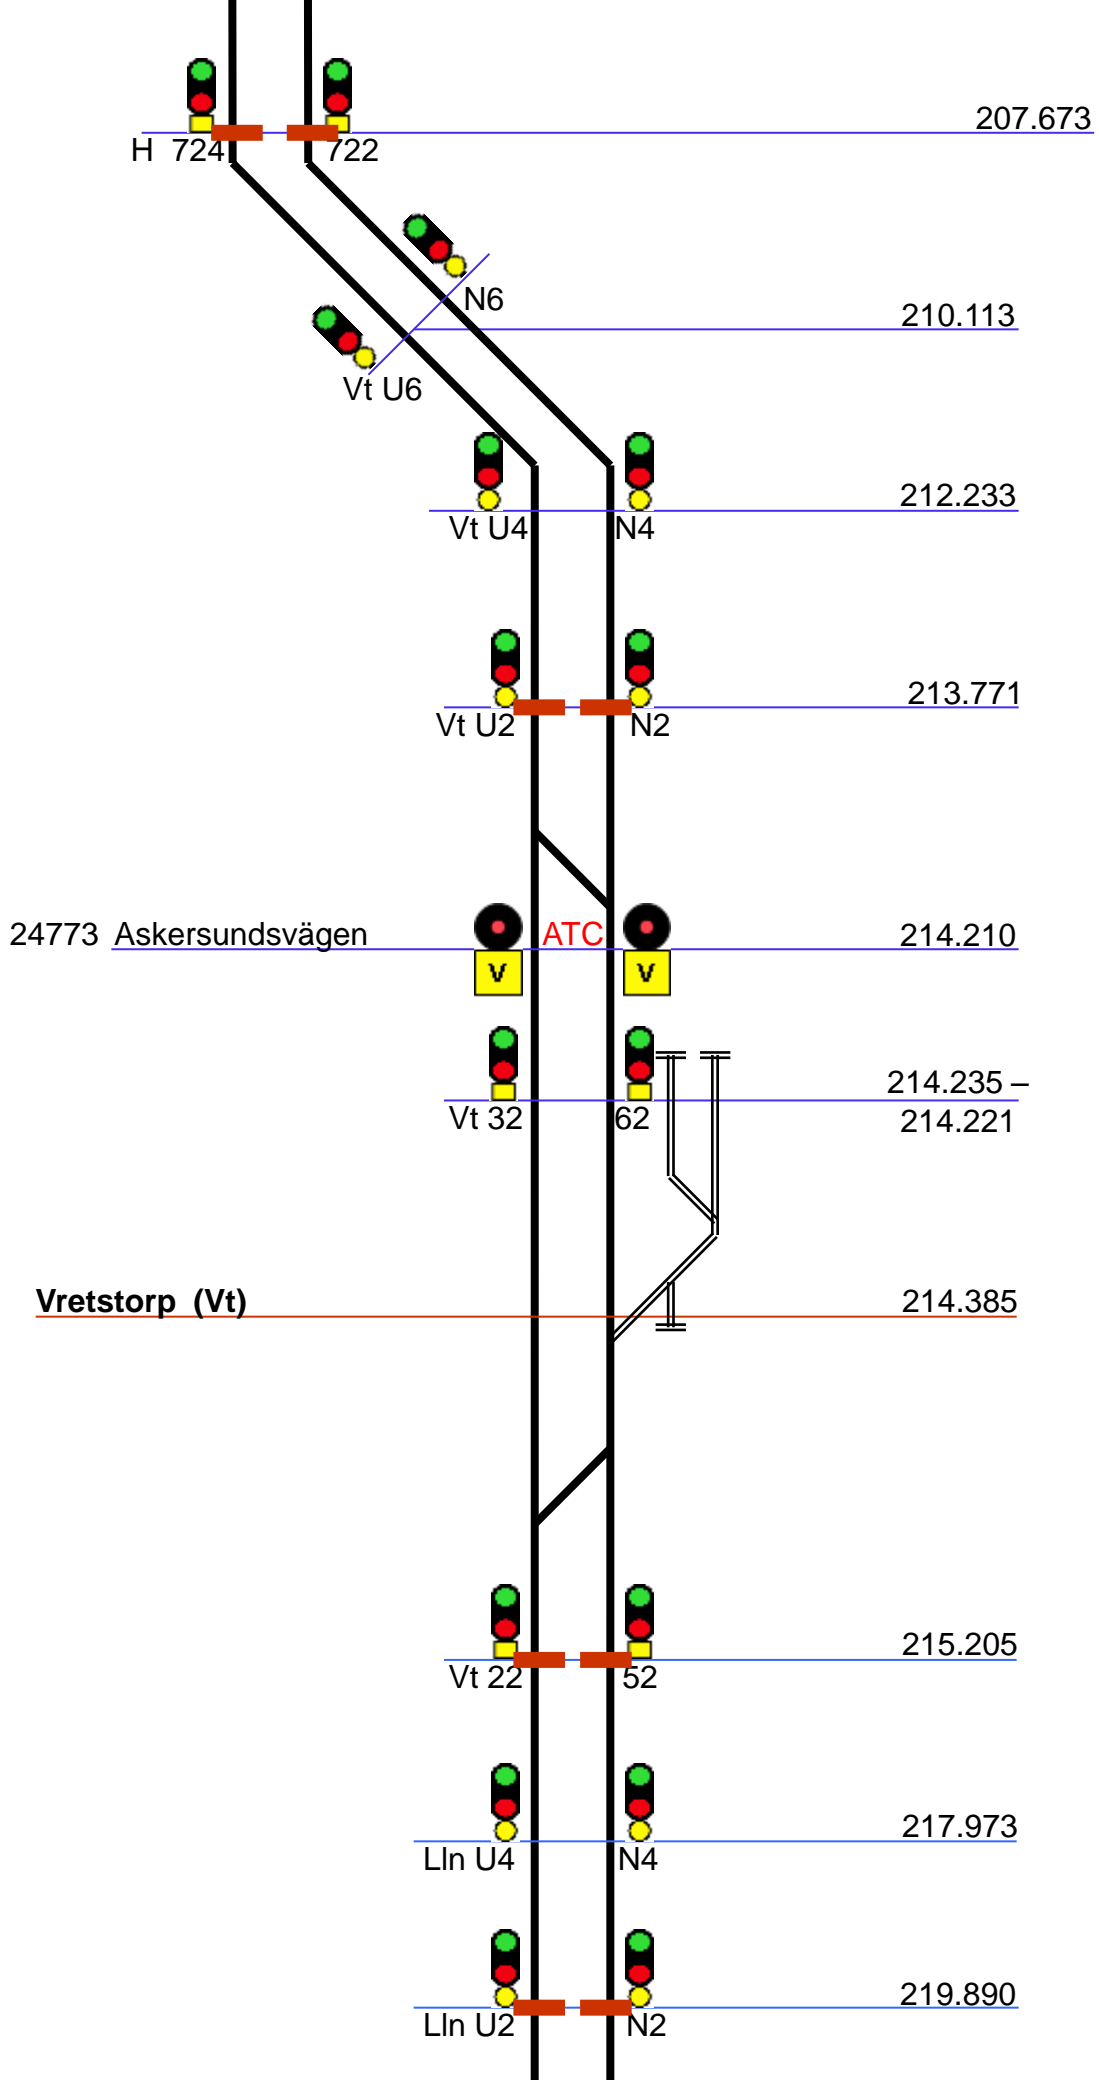 207.673
H 724 722
N6
210.113
Vt U6
212.233
Vt U4 N4
213.771
Vt U2 N2
24773 Askersundsvägen ATC 214.210
V V
214.235 –
Vt 32 62 214.221
Vretstorp (Vt) 214.385
215.205
Vt 22 52
217.973
Lln U4 N4
219.890
Lln U2 N2